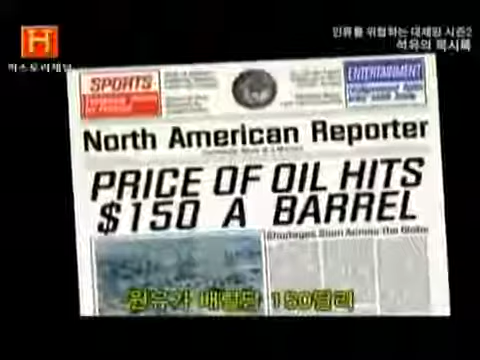 인류를 위협하는 대재앙 시즌2
석유의 묵시록
H
히스토리채널
SPORTS
ENTERTAINMENT
North American Reporter
PRICE OF OIL HITS
$150 A BARREL
Shortages Seen Across the Globe
원유가 배럴당 150달러